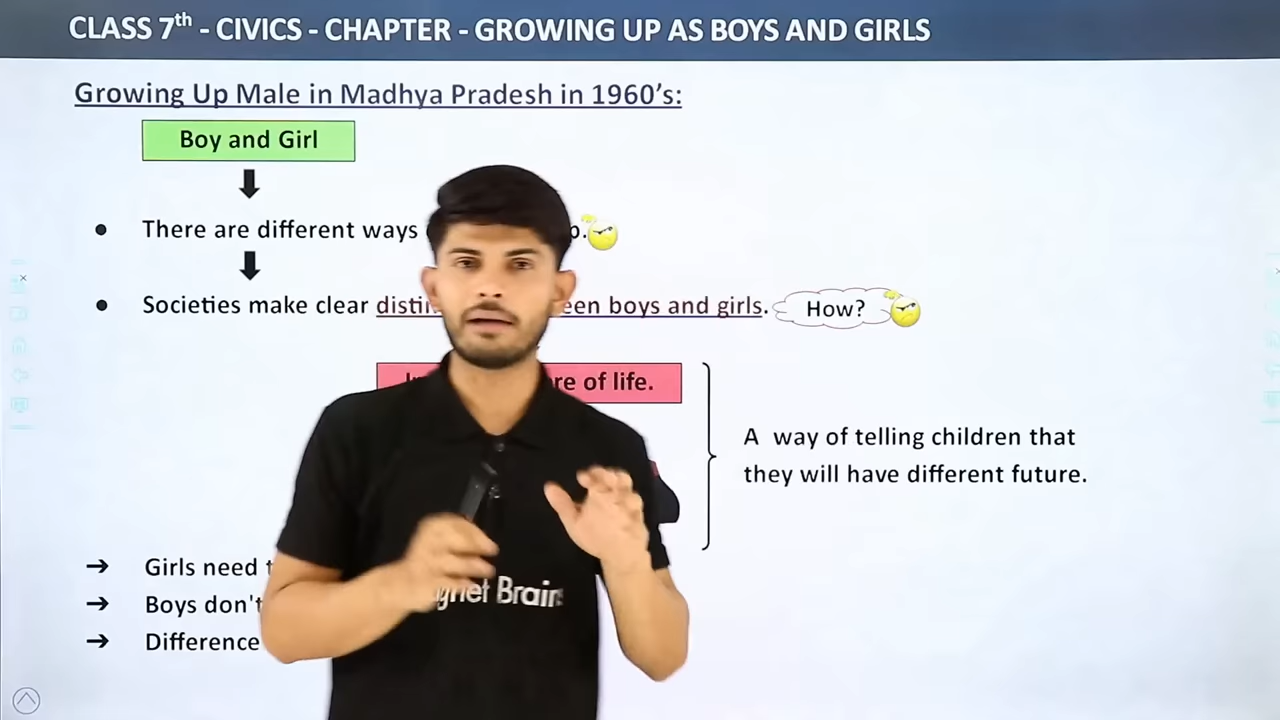 CLASS 7th - CIVICS - CHAPTER - GROWING UP AS BOYS AND GIRLS
Growing Up Male in Madhya Pradesh in 1960's:
Boy and Girl
There are different ways
Societies make clear boys and girls. How?
of life.
A way of telling children that
they will have different future.
Girls need
Boys don't
Difference
Brain